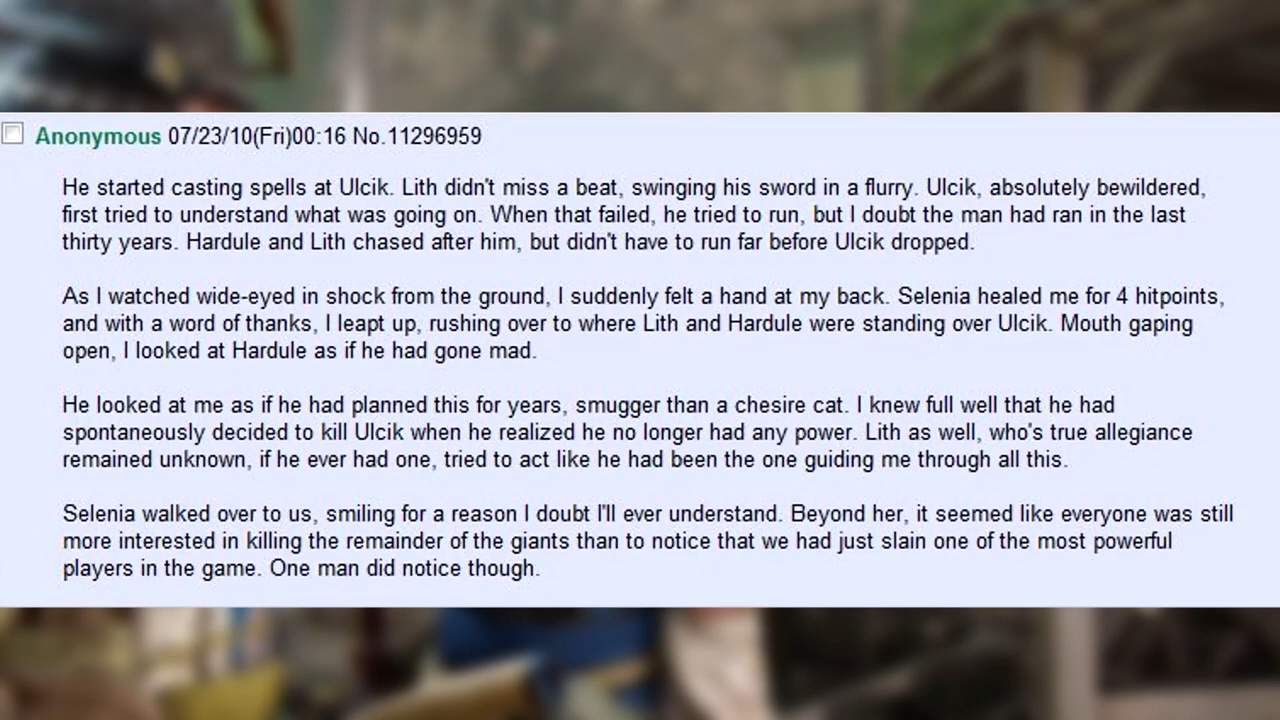 Anonymous 07/23/10(Fri)00:16 No.11296959
He started casting spells at Ulcik. Lith didn't miss a beat, swinging his sword in a flurry. Ulcik, absolutely bewildered,
first tried to understand what was going on. When that failed, he tried to run, but I doubt the man had ran in the last
thirty years. Hardule and Lith chased after him, but didn't have to run far before Ulcik dropped.
As I watched wide-eyed in shock from the ground, I suddenly felt a hand at my back. Selenia healed me for 4 hitpoints,
and with a word of thanks, I leapt up, rushing over to where Lith and Hardule were standing over Ulcik. Mouth gaping
open, I looked at Hardule as if he had gone mad.
He looked at me as if he had planned this for years, smugger than a chesire cat. I knew full well that he had
spontaneously decided to kill Ulcik when he realized he no longer had any power. Lith as well, who's true allegiance
remained unknown, if he ever had one, tried to act like he had been the one guiding me through all this.
Selenia walked over to us, smiling for a reason I doubt I'll ever understand. Beyond her, it seemed like everyone was still
more interested in killing the remainder of the giants than to notice that we had just slain one of the most powerful
players in the game. One man did notice though.